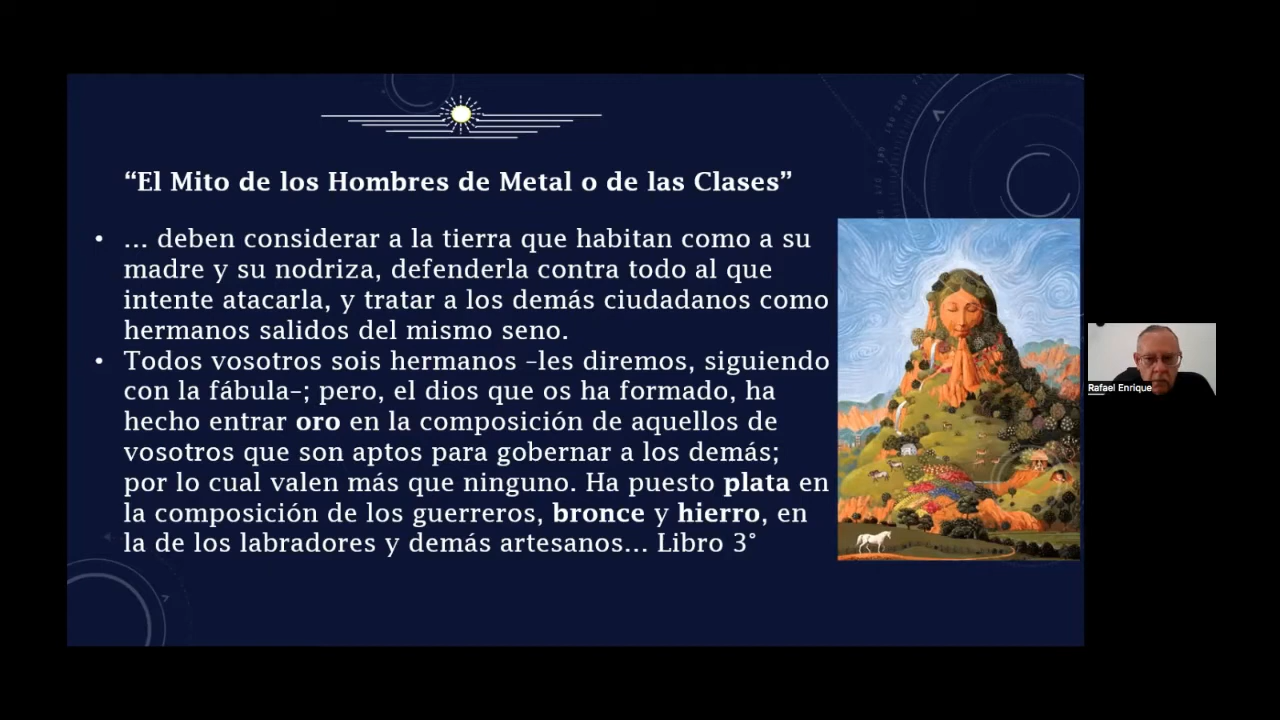 “El Mito de los Hombres de Metal o de las Clases”
• … deben considerar a la tierra que habitan como a su
madre y su nodriza, defenderla contra todo al que
intente atacarla, y tratar a los demás ciudadanos como
hermanos salidos del mismo seno.
• Todos vosotros sois hermanos –les diremos, siguiendo
con la fábula–; pero, el dios que os ha formado, ha
hecho entrar oro en la composición de aquellos de
vosotros que son aptos para gobernar a los demás;
por lo cual valen más que ninguno. Ha puesto plata en
la composición de los guerreros, bronce y hierro, en
la de los labradores y demás artesanos… Libro 3°
Rafael Enrique